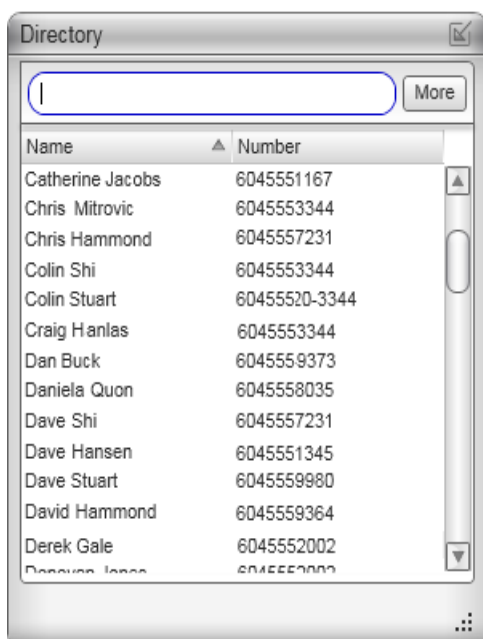 Directory
More
Name Number
Catherine Jacobs 6045551167
Chris Mitrovic 6045553344
Chris Hammond 6045557231
Colin Shi 6045553344
Colin Stuart 60455520-3344
Craig Hanlas 6045553344
Dan Buck 6045559373
Daniela Quon 6045558035
Dave Shi 6045557231
Dave Hansen 6045551345
Dave Stuart 6045559980
David Hammond 6045559364
Derek Gale 6045552002